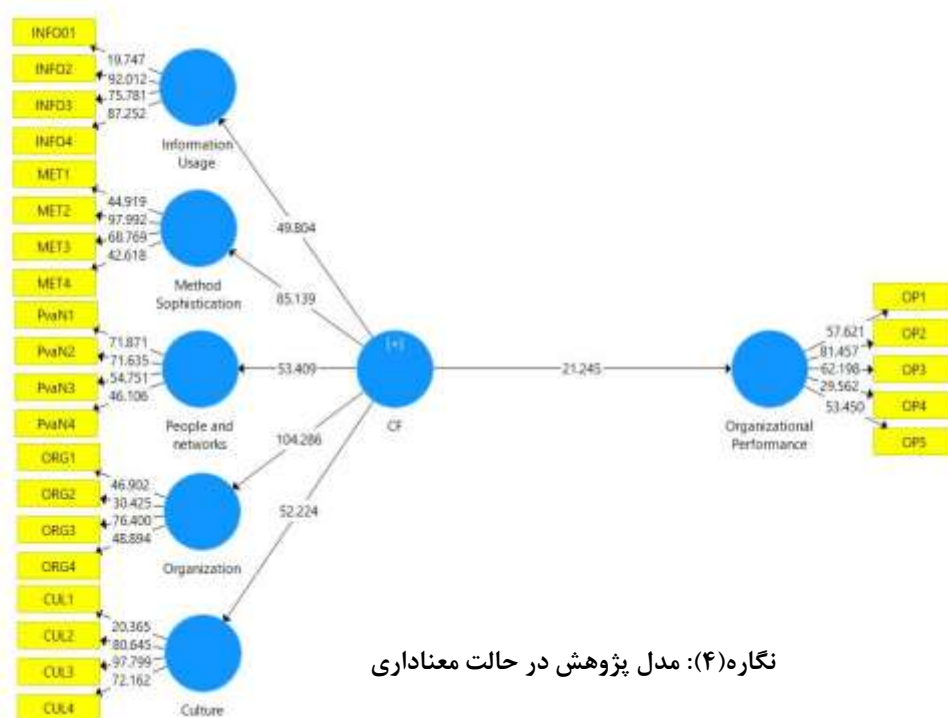 INFO01
INFO2
INFO3
INFO4
19.747
92.012
75.781
87.252
Information
Usage
MET1
MET2
MET3
MET4
44.919
97.992
68.769
42.618
Method
Sophistication
PvaN1
PvaN2
PvaN3
PvaN4
71.871
71.635
54.751
46.106
People and
networks
ORG1
ORG2
ORG3
ORG4
46.902
30.425
76.400
48.894
Organization
CUL1
CUL2
CUL3
CUL4
20.365
80.645
97.799
72.162
Culture
49.804
85.139
53.409
104.286
52.224
[+]
CF
21.245
Organizational
Performance
57.621
81.457
62.198
29.562
53.450
OP1
OP2
OP3
OP4
OP5
نگاره(۴): مدل پژوهش در حالت معناداری